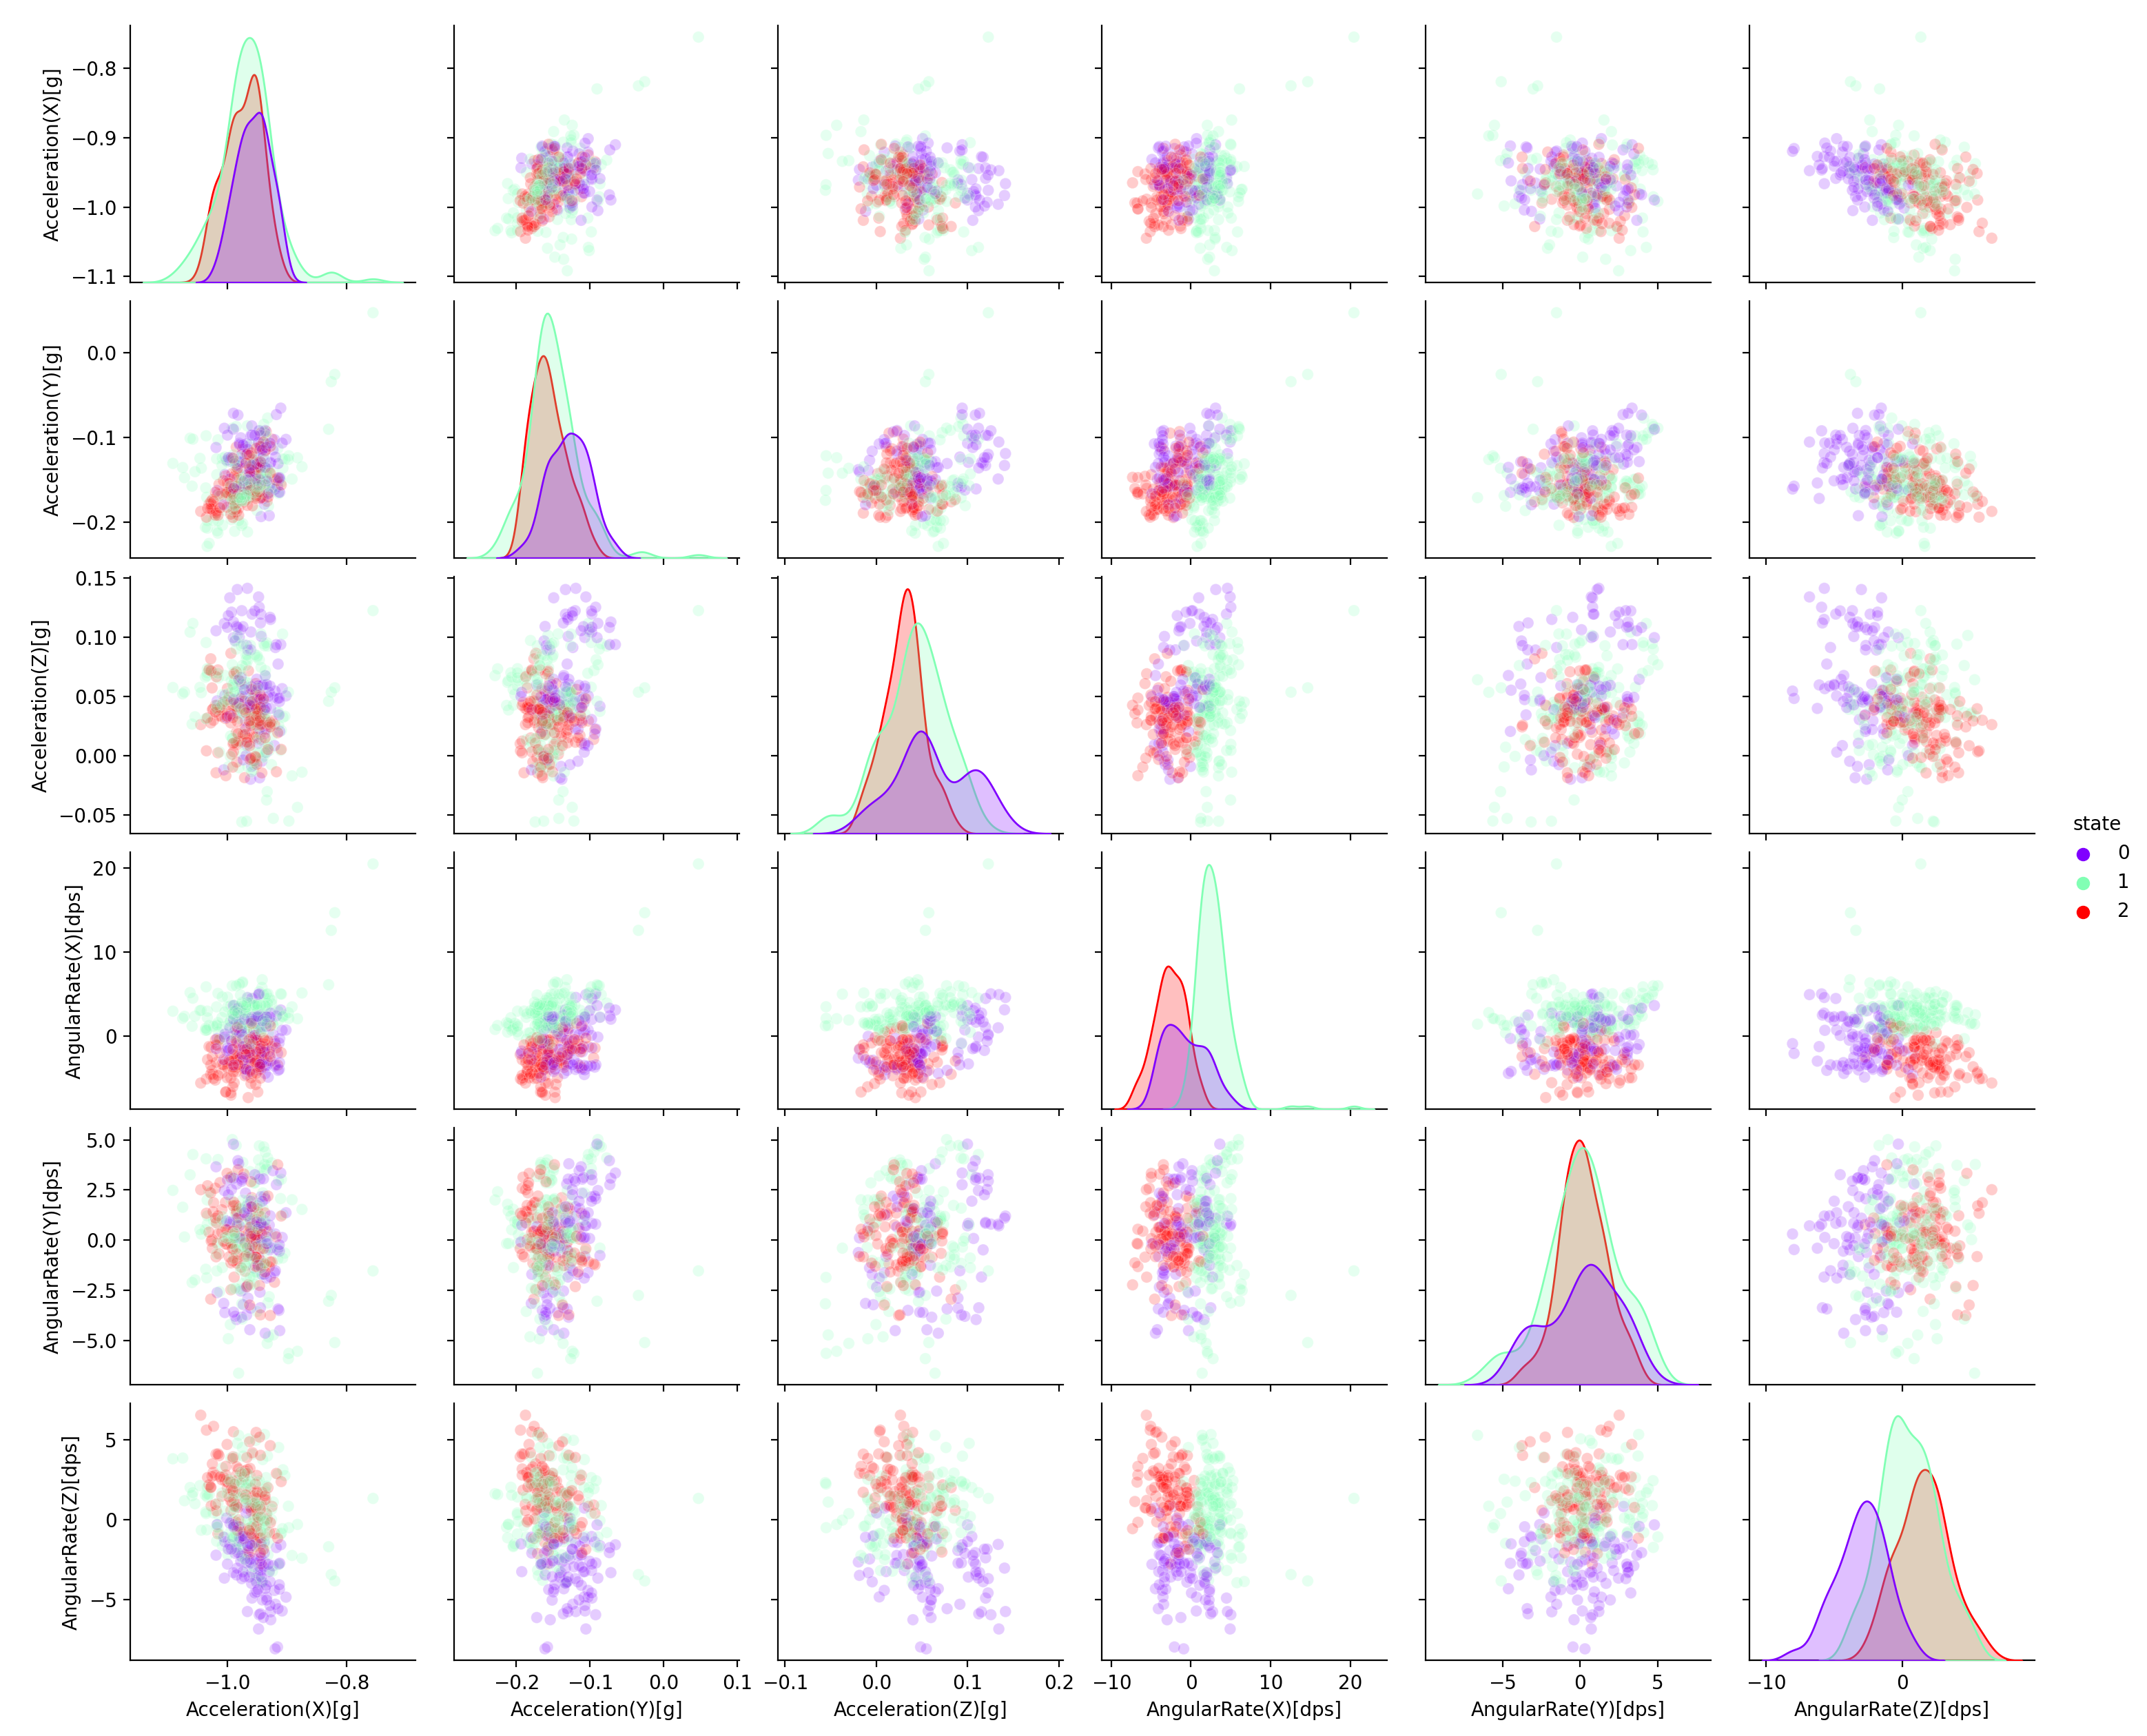 Acceleration(X)[g]
−0.8
−0.9
−1.0
−1.1
Acceleration(Y)[g]
0.0
−0.1
−0.2
Acceleration(Z)[g]
0.15
0.10
0.05
0.00
−0.05
state
0
1
2
AngularRate(X)[dps]
20
10
0
AngularRate(Y)[dps]
5.0
2.5
0.0
−2.5
−5.0
AngularRate(Z)[dps]
5
0
−5
−1.0 −0.8 −0.2 −0.1 0.0 0.1 −0.1 0.0 0.1 0.2 −10 0 10 20 −5 0 5 −10 0
Acceleration(X)[g] Acceleration(Y)[g] Acceleration(Z)[g] AngularRate(X)[dps] AngularRate(Y)[dps] AngularRate(Z)[dps]